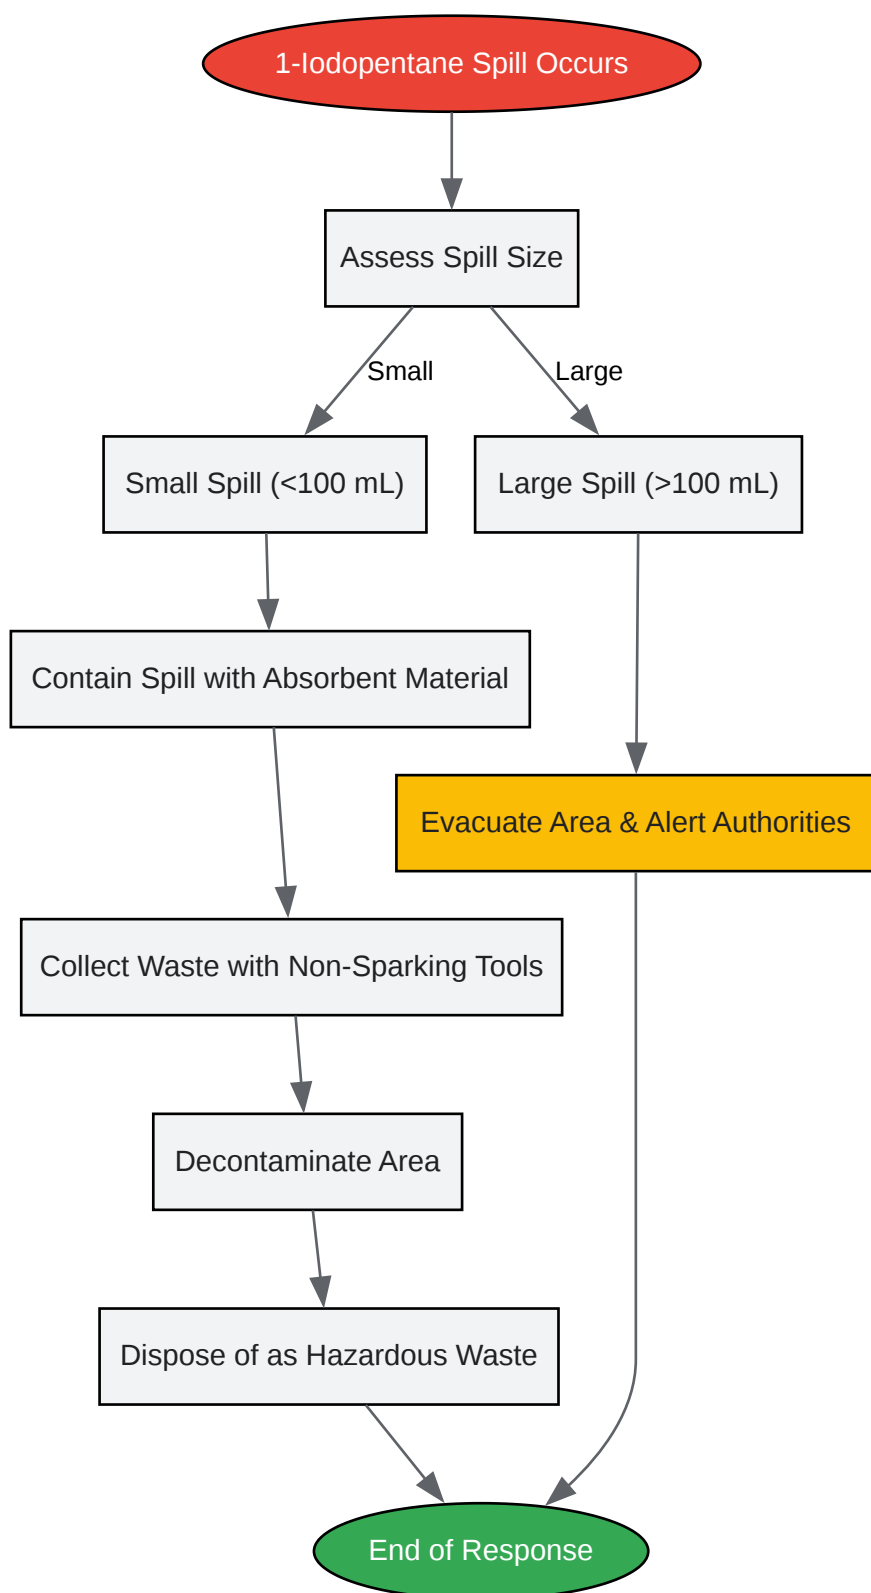 1-Iodopentane Spill Occurs
Assess Spill Size
Small
Large
Small Spill (<100 mL)
Large Spill (>100 mL)
Contain Spill with Absorbent Material
Evacuate Area & Alert Authorities
Collect Waste with Non-Sparking Tools
Decontaminate Area
Dispose of as Hazardous Waste
End of Response